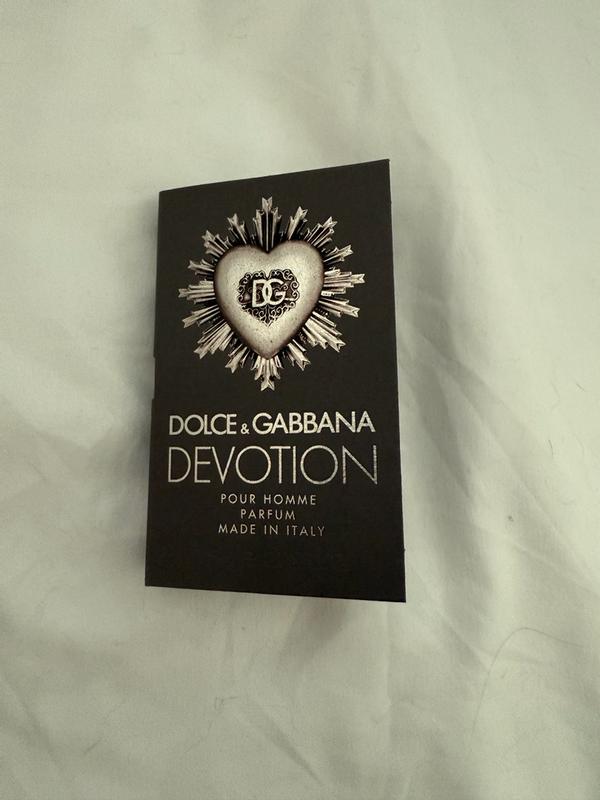 DG
DOLCE & GABBANA
DEVOTION
POUR HOMME
PARFUM
MADE IN ITALY